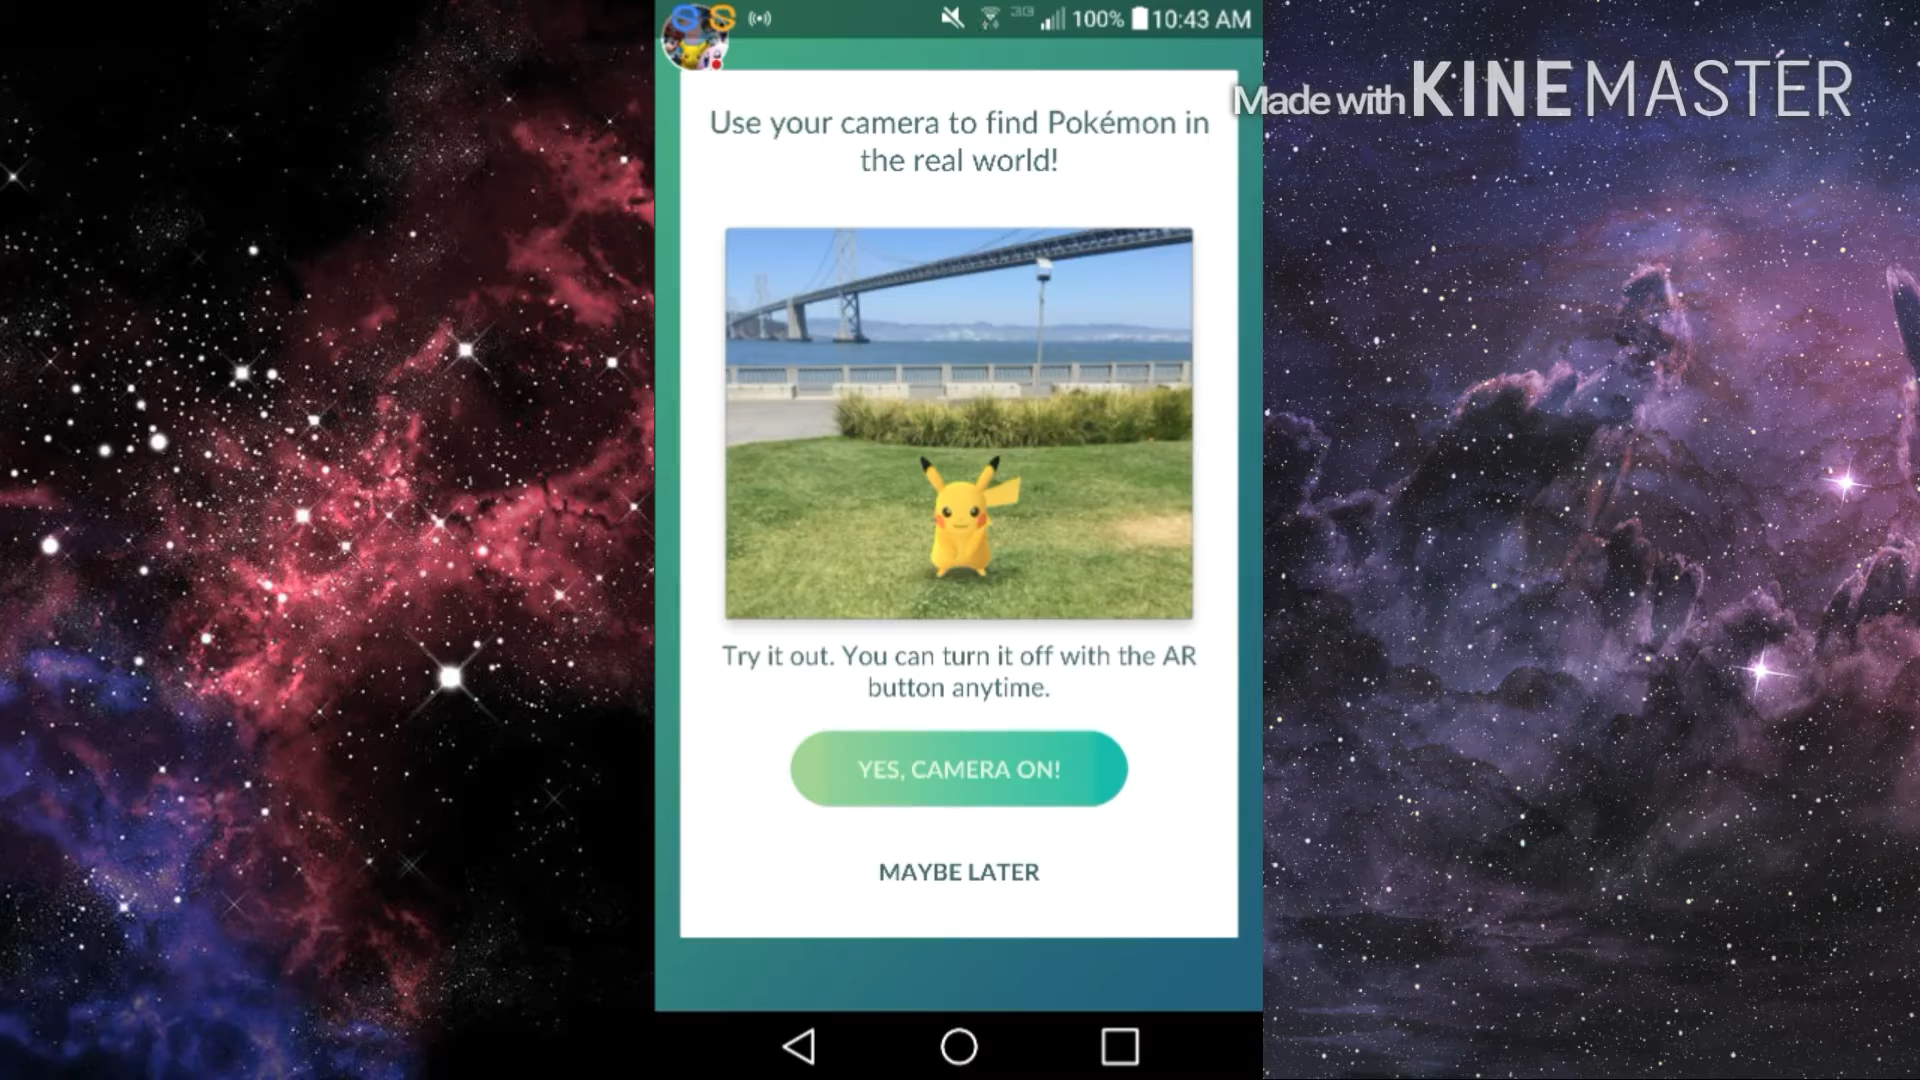 3G 100% 10:43 AM
Made with KINEMASTER
Use your camera to find Pokémon in
the real world!
Try it out. You can turn it off with the AR
button anytime.
YES, CAMERA ON!
MAYBE LATER